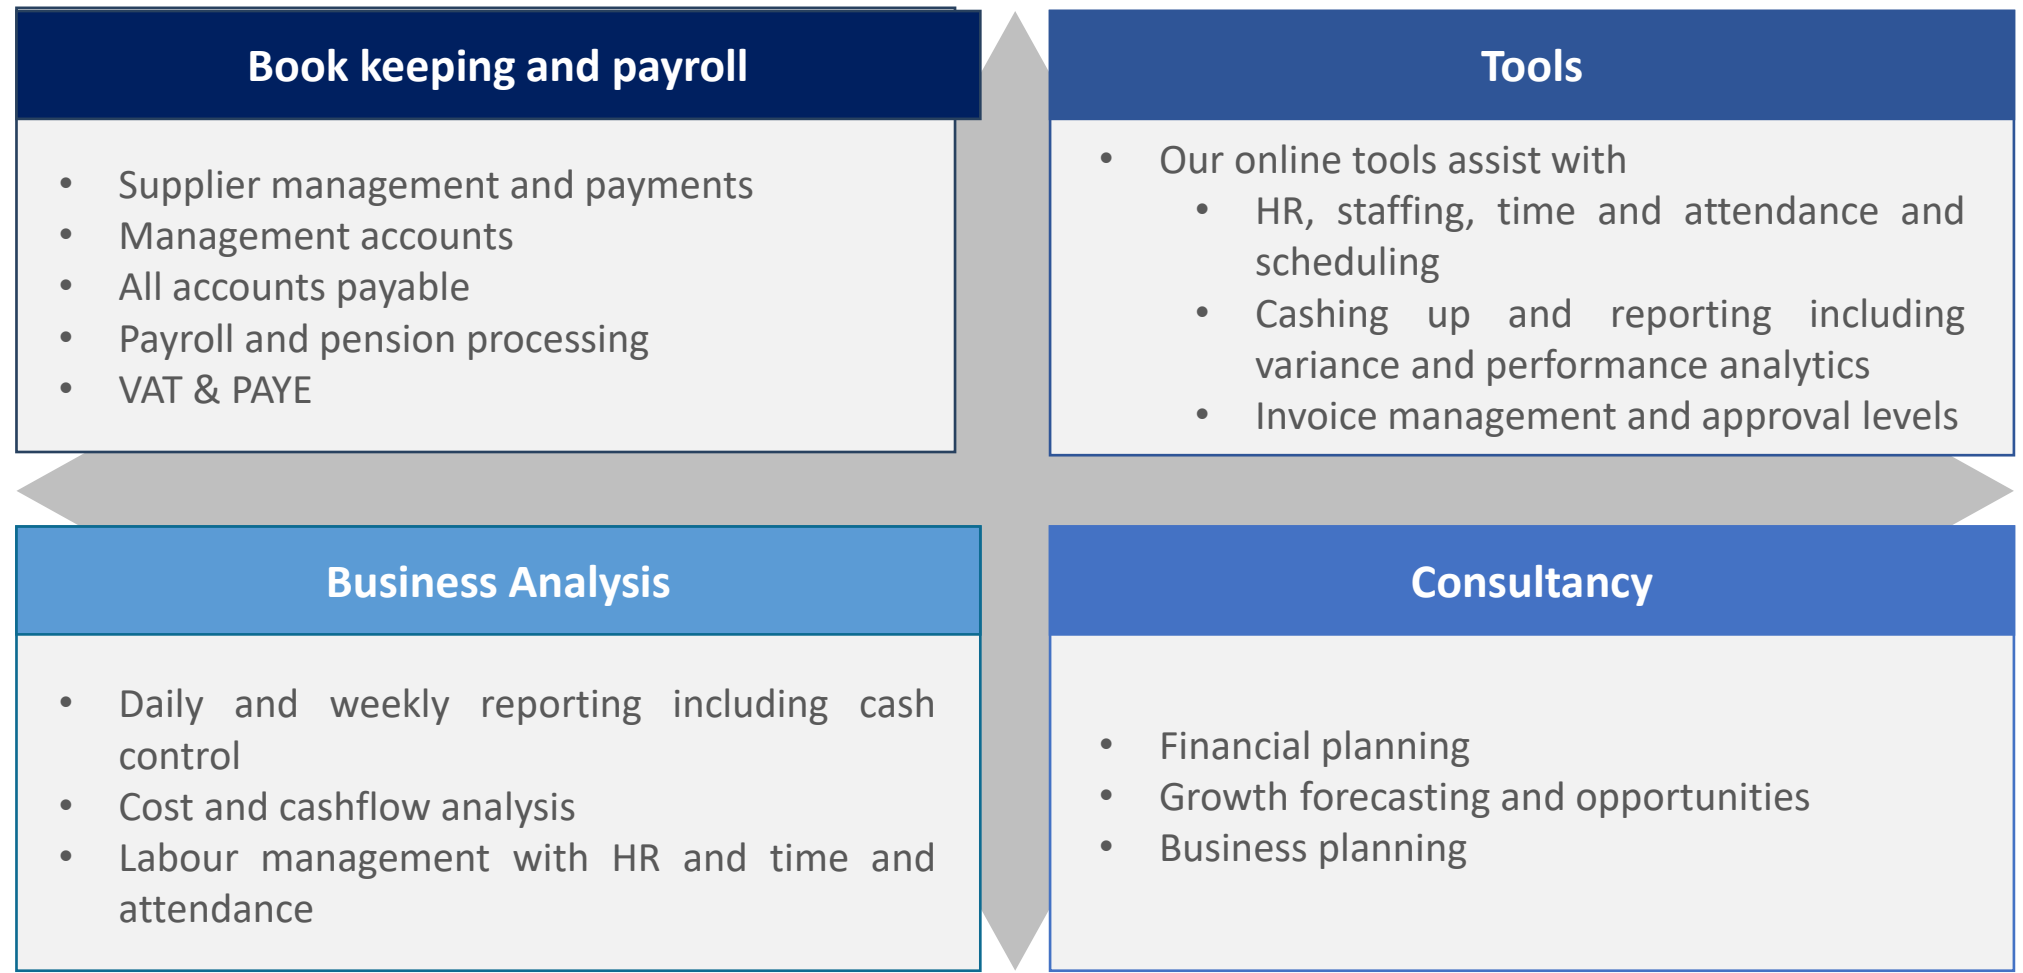 Book keeping and payroll
• Supplier management and payments
• Management accounts
• All accounts payable
• Payroll and pension processing
• VAT & PAYE
Tools
• Our online tools assist with
• HR, staffing, time and attendance and
scheduling
• Cashing up and reporting including
variance and performance analytics
• Invoice management and approval levels
Business Analysis
• Daily and weekly reporting including cash
control
• Cost and cashflow analysis
• Labour management with HR and time and
attendance
Consultancy
• Financial planning
• Growth forecasting and opportunities
• Business planning